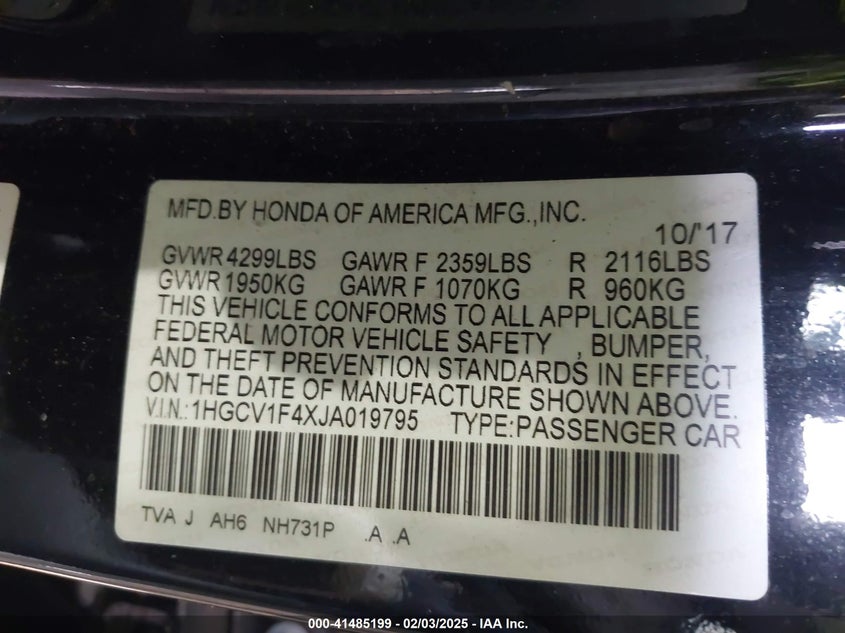 MFD.BY HONDA OF AMERICA MFG.,INC.
10/'17
GVWR 4299LBS GAWR F 2359LBS R 2116LBS
GVWR 1950KG GAWR F 1070KG R 960KG
THIS VEHICLE CONFORMS TO ALL APPLICABLE
FEDERAL MOTOR VEHICLE SAFETY , BUMPER,
AND THEFT PREVENTION STANDARDS IN EFFECT
ON THE DATE OF MANUFACTURE SHOWN ABOVE.
V.I.N.:1HGCV1F4XJA019795 TYPE:PASSENGER CAR
TVA J AH6 NH731P .A .A
000-41485199 - 02/03/2025 - IAA Inc.